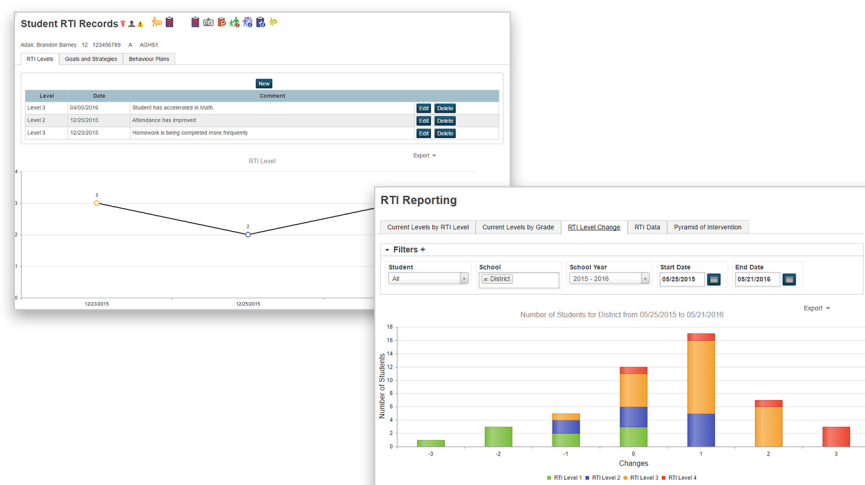 Student RTI Records
Adair, Brandon Barney 12 123456789 A AGHS1
RTI Levels Goals and Strategies Behaviour Plans
New
Level Date Comment
Level 3 04/05/2016 Student has accelerated in Math. Edit Delete
Level 2 12/25/2015 Attendance has improved Edit Delete
Level 3 12/23/2015 Homework is being completed more frequently Edit Delete
Export
RTI Level
4
3
3
2
2
1
0
12/23/2015 12/25/2015
RTI Reporting
Current Levels by RTI Level Current Levels by Grade RTI Level Change RTI Data Pyramid of Intervention
Filters +
Student School School Year Start Date End Date
All × District 2015 - 2016 05/25/2015 05/21/2016
Export
Number of Students for District from 05/25/2015 to 05/21/2016
Number of Students
18
16
14
12
10
8
6
4
2
0
-3 -2 -1 0 1 2 3
Changes
RTI Level 1 RTI Level 2 RTI Level 3 RTI Level 4